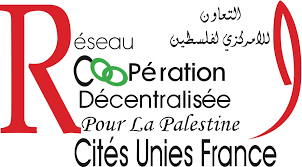 التعاون
اللامركزي لفلسطين
Réseau
COOPération
Décentralisée
Pour La Palestine
Cités Unies France